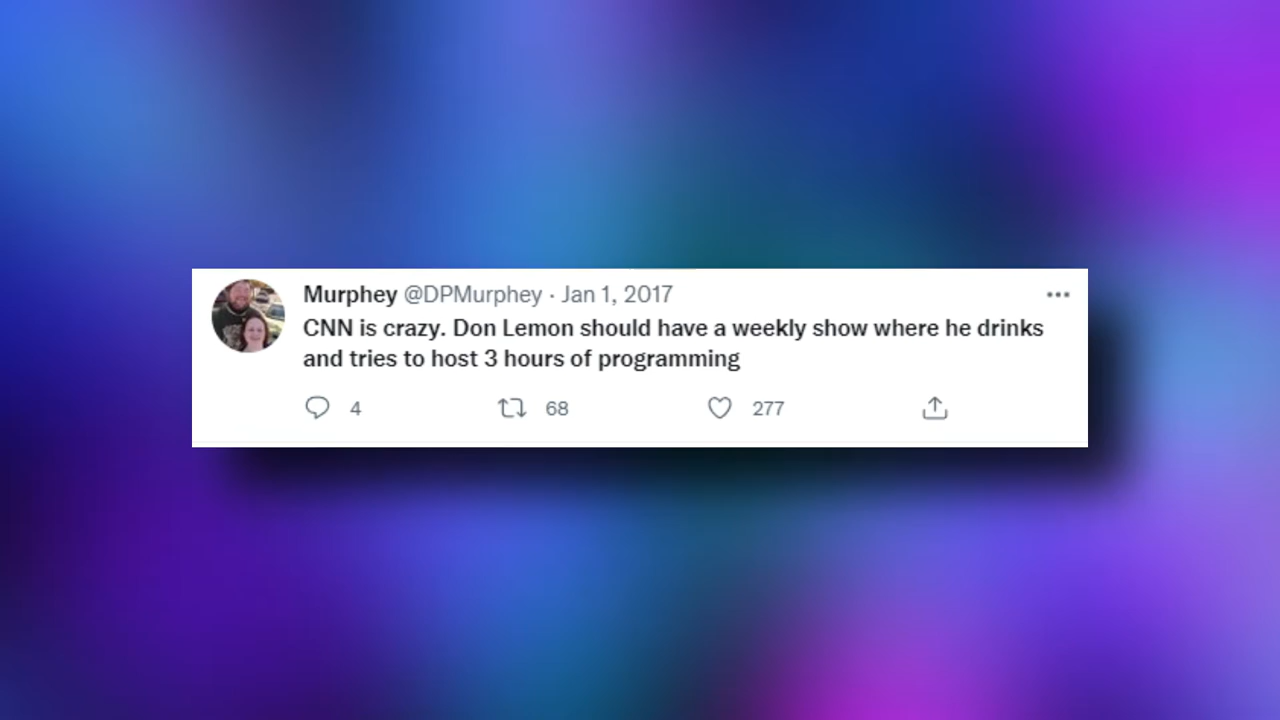 Murphey @DPMurphey · Jan 1, 2017
CNN is crazy. Don Lemon should have a weekly show where he drinks
and tries to host 3 hours of programming
4 68 277